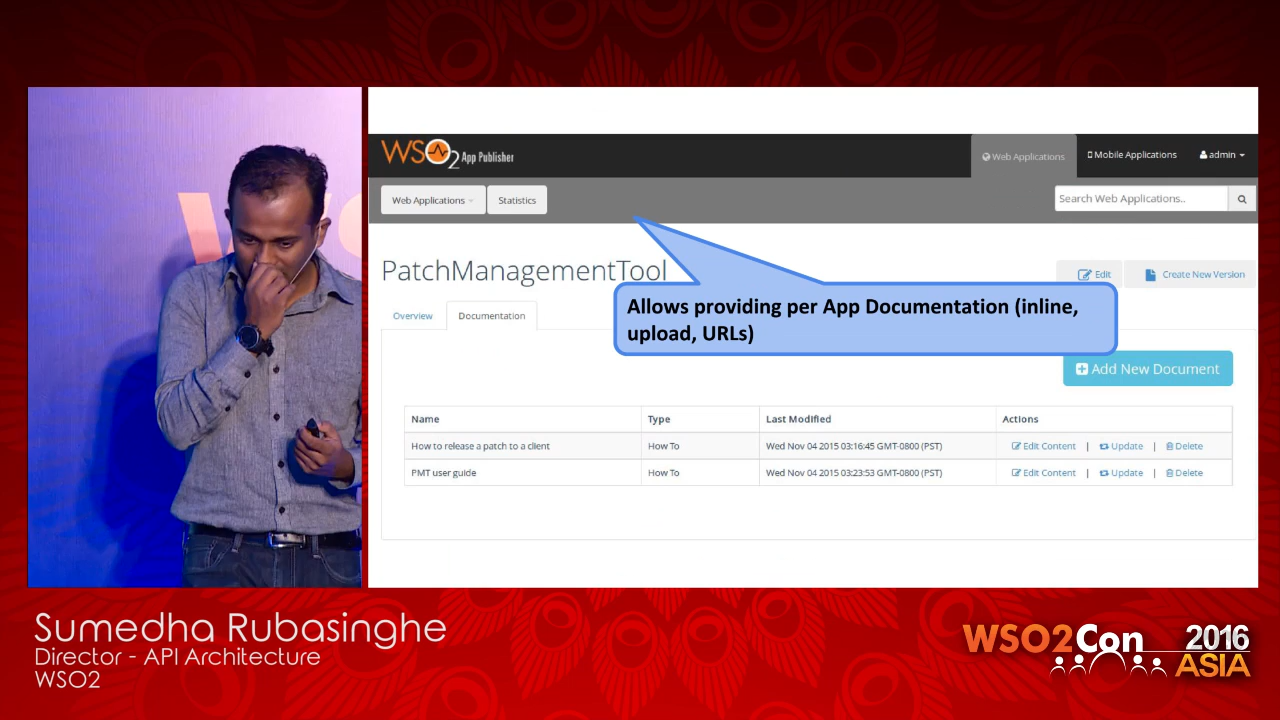 WSO2 App Publisher
Web Applications
Mobile Applications
admin
Web Applications
Statistics
Search Web Applications..
PatchManagementTool
Edit
Create New Version
Allows providing per App Documentation (inline,
upload, URLs)
Overview
Documentation
Add New Document
Name Type Last Modified Actions
How to release a patch to a client How To Wed Nov 04 2015 03:16:45 GMT-0800 (PST) Edit Content | Update | Delete
PMT user guide How To Wed Nov 04 2015 03:23:53 GMT-0800 (PST) Edit Content | Update | Delete
Sumedha Rubasinghe
Director - API Architecture
WSO2
WSO2Con 2016
ASIA